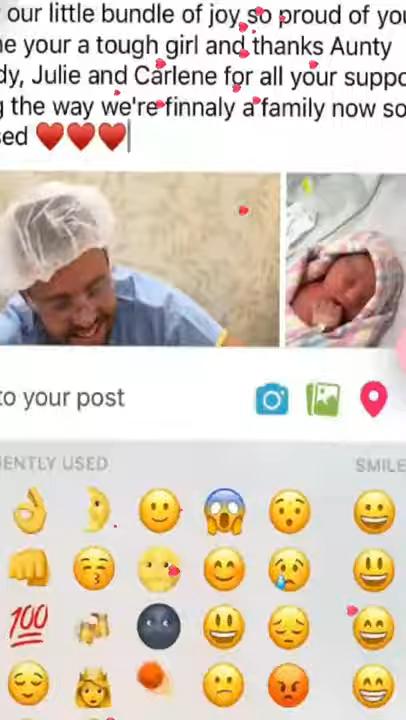 our little bundle of joy so proud of you
e your a tough girl and thanks Aunty
dy, Julie and Carlene for all your suppo
g the way we're finnaly a family now so
sed ❤️❤️❤️
to your post
ENTLY USED
SMILE
💯